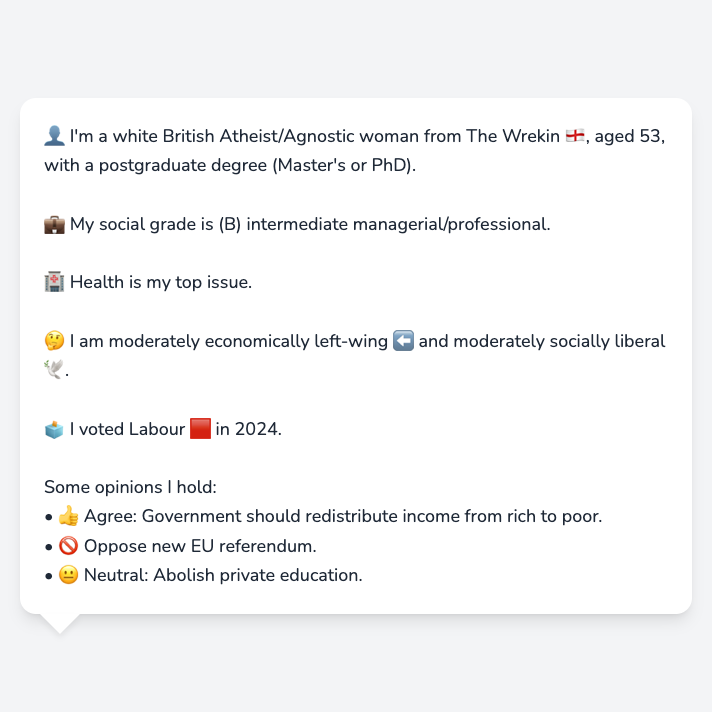 👤 I'm a white British Atheist/Agnostic woman from The Wrekin 🏴󠁧󠁢󠁥󠁮󠁧󠁿, aged 53,
with a postgraduate degree (Master's or PhD).
💼 My social grade is (B) intermediate managerial/professional.
🏥 Health is my top issue.
🤔 I am moderately economically left-wing ⬅️ and moderately socially liberal
🕊️.
🗳️ I voted Labour 🟥 in 2024.
Some opinions I hold:
• 👍 Agree: Government should redistribute income from rich to poor.
• 🚫 Oppose new EU referendum.
• 😐 Neutral: Abolish private education.